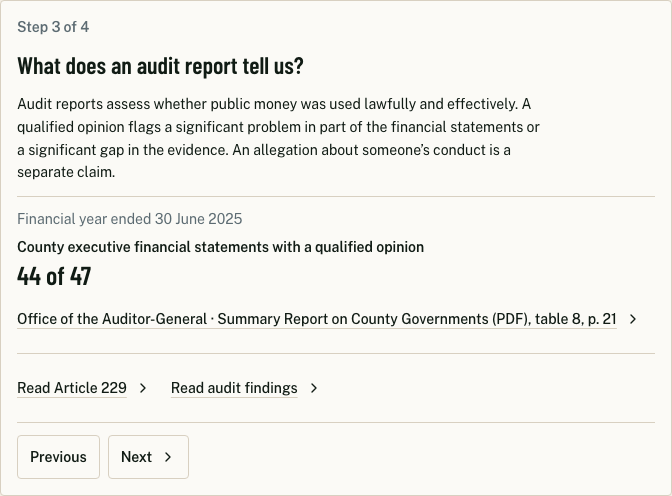 Step 3 of 4
What does an audit report tell us?
Audit reports assess whether public money was used lawfully and effectively. A
qualified opinion flags a significant problem in part of the financial statements or
a significant gap in the evidence. An allegation about someone’s conduct is a
separate claim.
Financial year ended 30 June 2025
County executive financial statements with a qualified opinion
44 of 47
Office of the Auditor-General · Summary Report on County Governments (PDF), table 8, p. 21
Read Article 229 Read audit findings
Previous Next